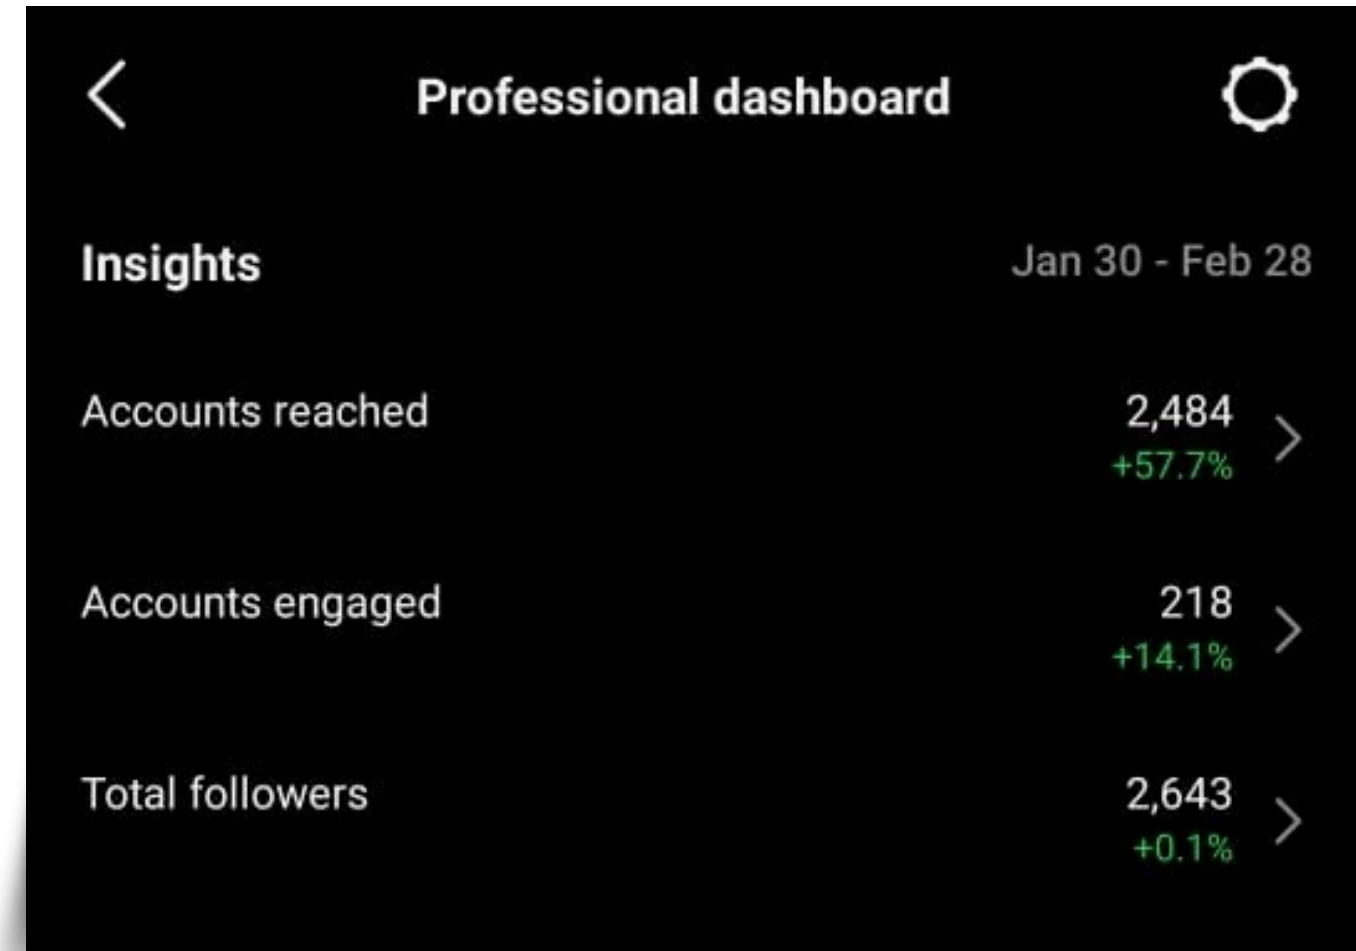 Professional dashboard
Insights
Jan 30 - Feb 28
Accounts reached
2,484
+57.7%
Accounts engaged
218
+14.1%
Total followers
2,643
+0.1%